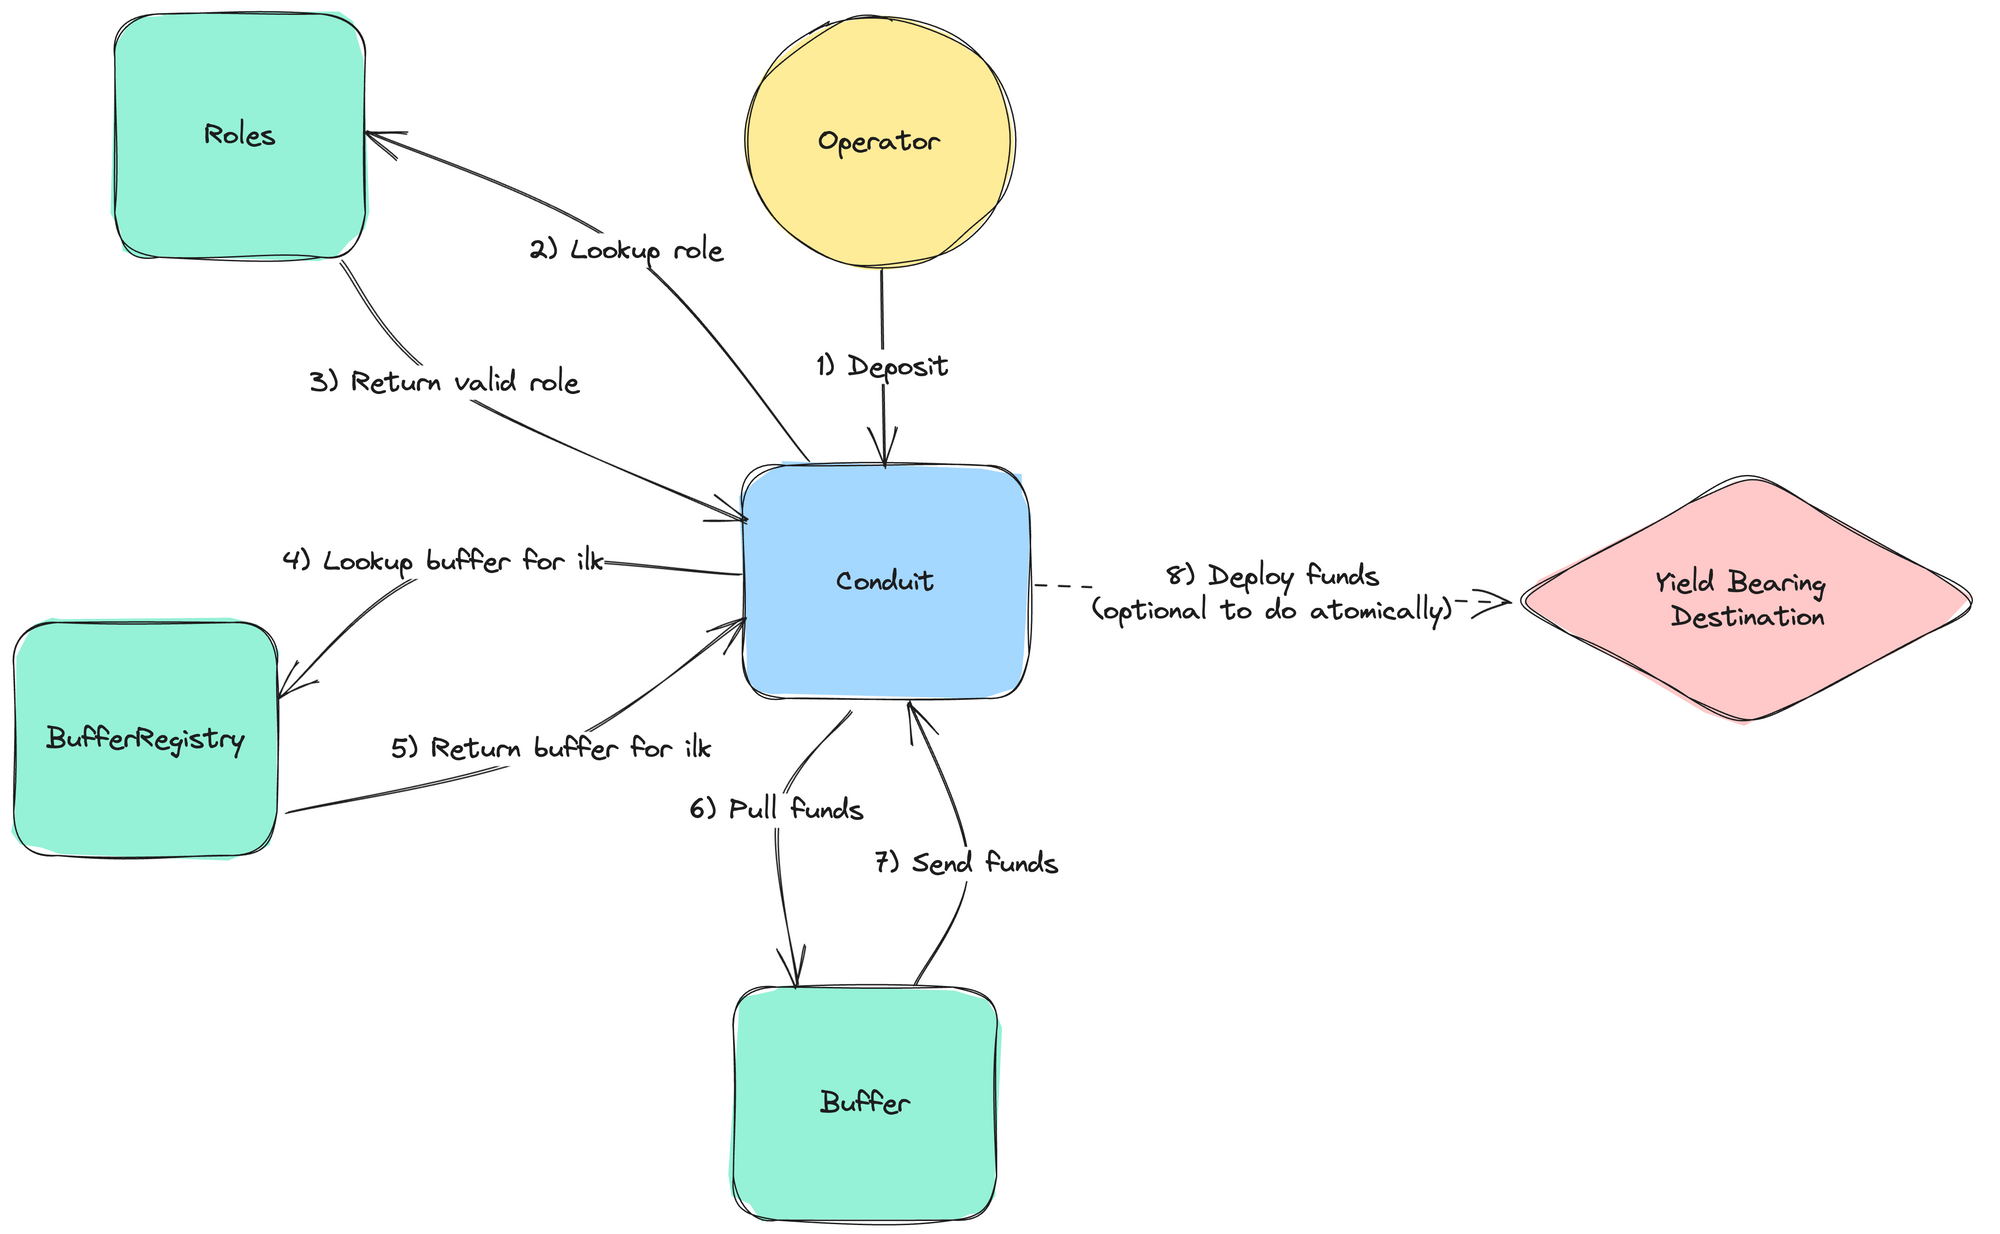 Roles
Operator
2) Lookup role
1) Deposit
3) Return valid role
4) Lookup buffer for ilk
Conduit
8) Deploy funds
(optional to do atomically)
Yield Bearing
Destination
BufferRegistry
5) Return buffer for ilk
6) Pull funds
7) Send funds
Buffer